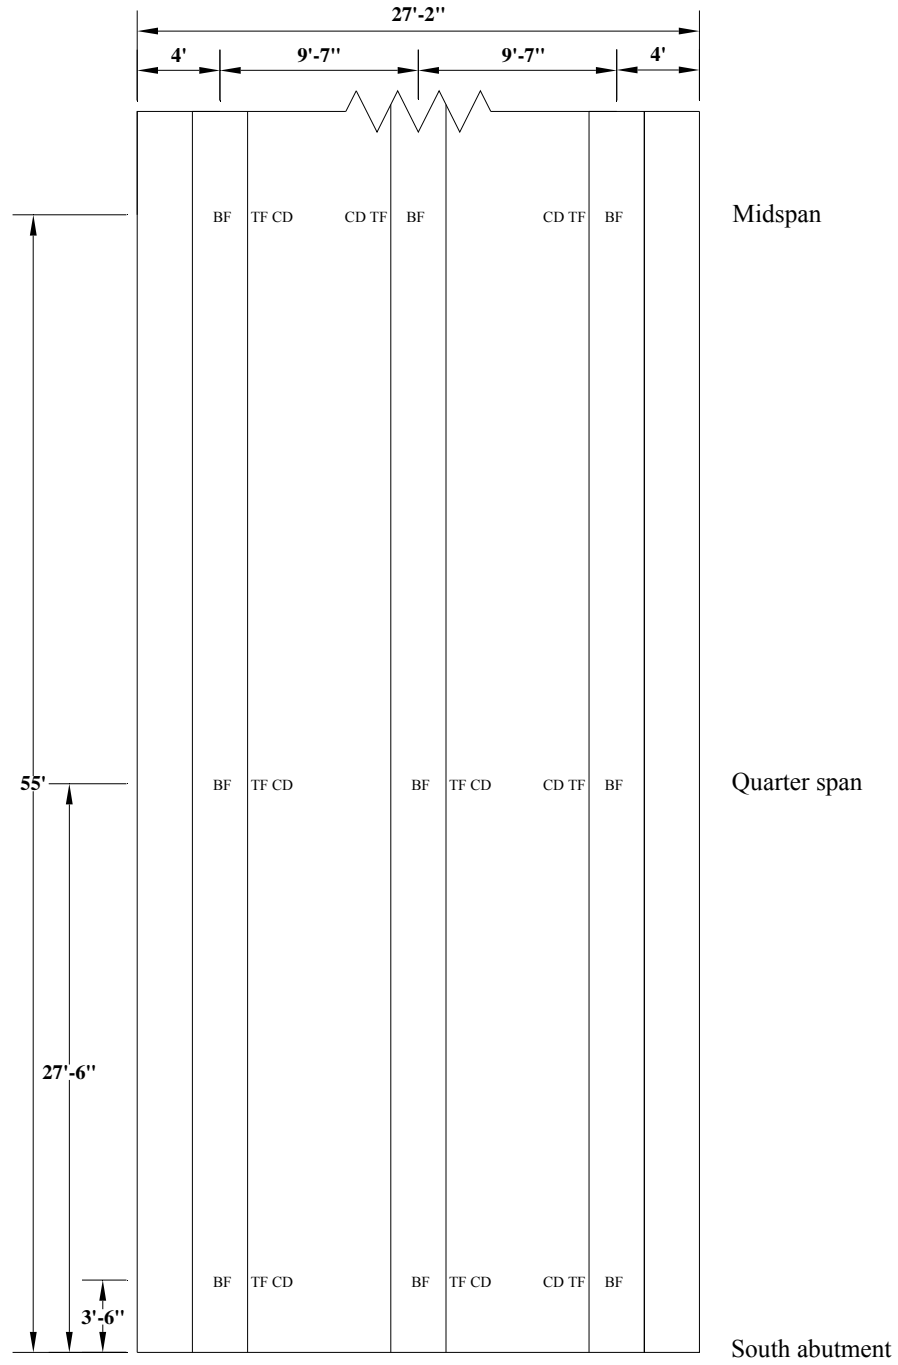 27'-2"
4' 9'-7" 9'-7" 4'
BF TF CD CD TF BF CD TF BF Midspan
55' BF TF CD BF TF CD CD TF BF Quarter span
27'-6"
BF TF CD BF TF CD CD TF BF
3'-6"
South abutment